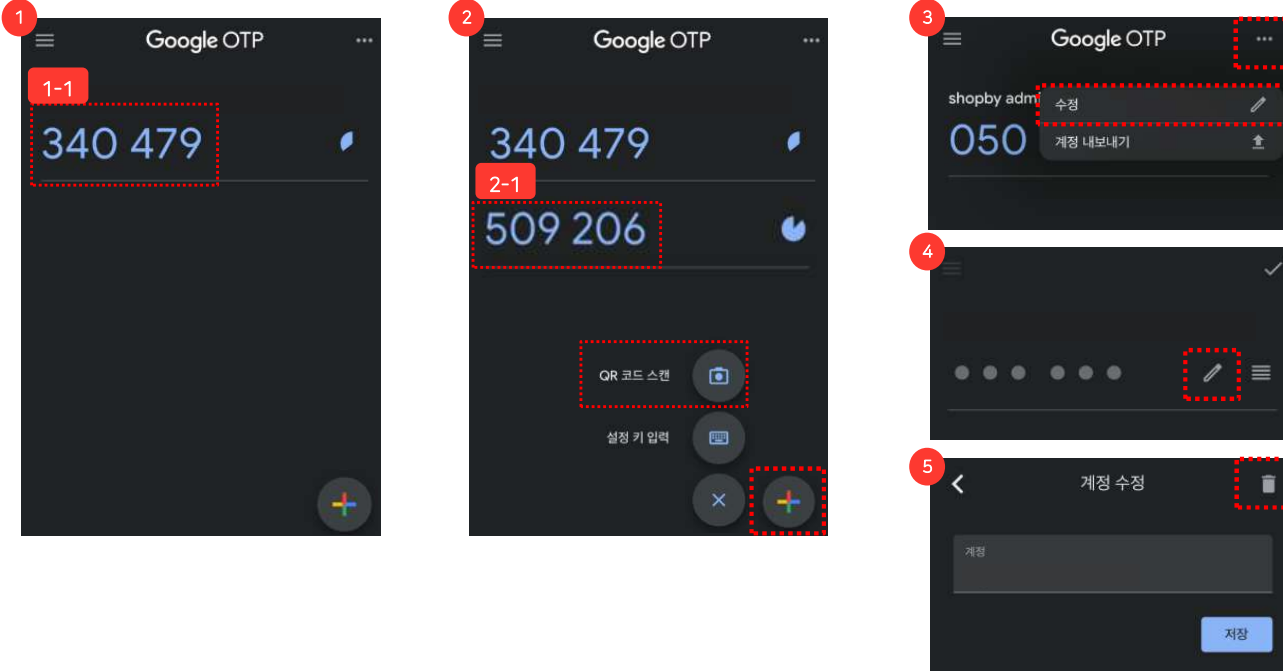 1
Google OTP
1-1
340 479
2
Google OTP
340 479
2-1
509 206
QR 코드 스캔
설정 키 입력
3
Google OTP
shopby adm
수정
050
계정 내보내기
4
5
계정 수정
계정
저장